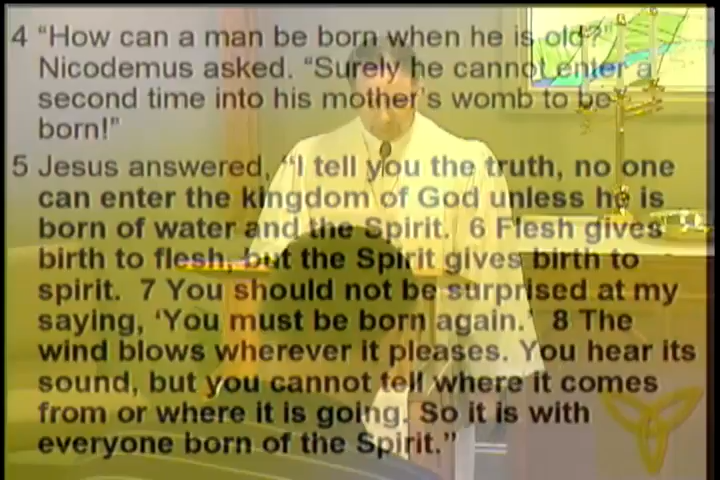 4 “How can a man be born when he is old?”
Nicodemus asked. “Surely he cannot enter a
second time into his mother’s womb to be
born!”
5 Jesus answered, “I tell you the truth, no one
can enter the kingdom of God unless he is
born of water and the Spirit. 6 Flesh gives
birth to flesh, but the Spirit gives birth to
spirit. 7 You should not be surprised at my
saying, ‘You must be born again.’ 8 The
wind blows wherever it pleases. You hear its
sound, but you cannot tell where it comes
from or where it is going. So it is with
everyone born of the Spirit.”